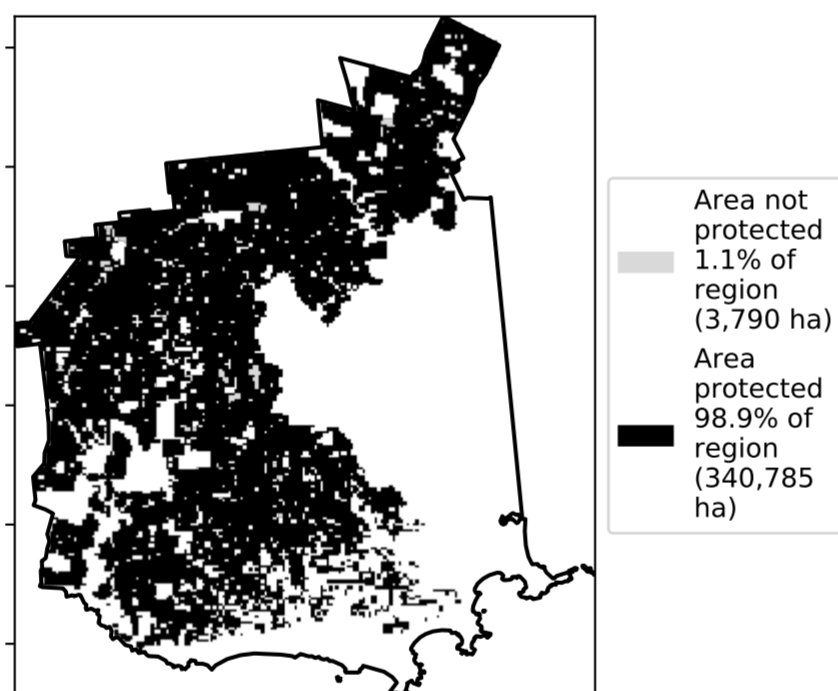 Area not
protected
1.1% of
region
(3,790 ha)
Area
protected
98.9% of
region
(340,785
ha)